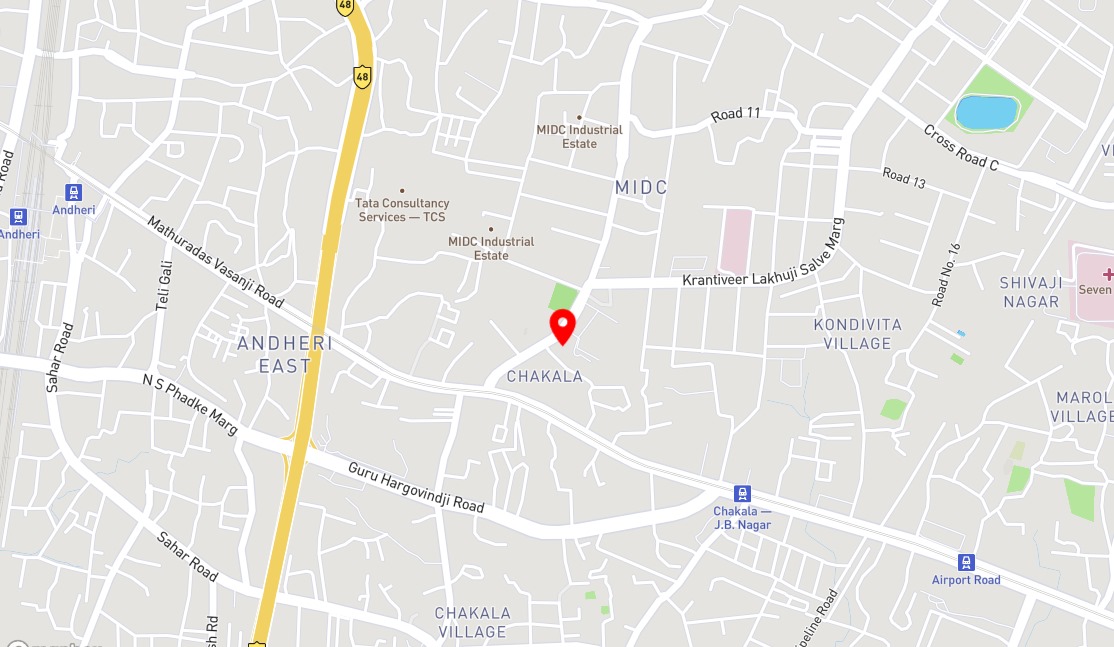 48
48
Road 11
MIDC Industrial
Estate
Cross Road C
Road 13
MIDC
Andheri
Andheri
Tata Consultancy
Services — TCS
MIDC Industrial
Estate
Mathuradas Vasanji Road
Teli Gali
Krantiveer Lakhuji Salve Marg
Road No. 16
SHIVAJI
NAGAR
Seven
KONDIVITA
VILLAGE
ANDHERI
EAST
Sahar Road
CHAKALA
N S Phadke Marg
MAROL
VILLAGE
Guru Hargovindji Road
Chakala —
J.B. Nagar
Sahar Road
Airport Road
CHAKALA
VILLAGE